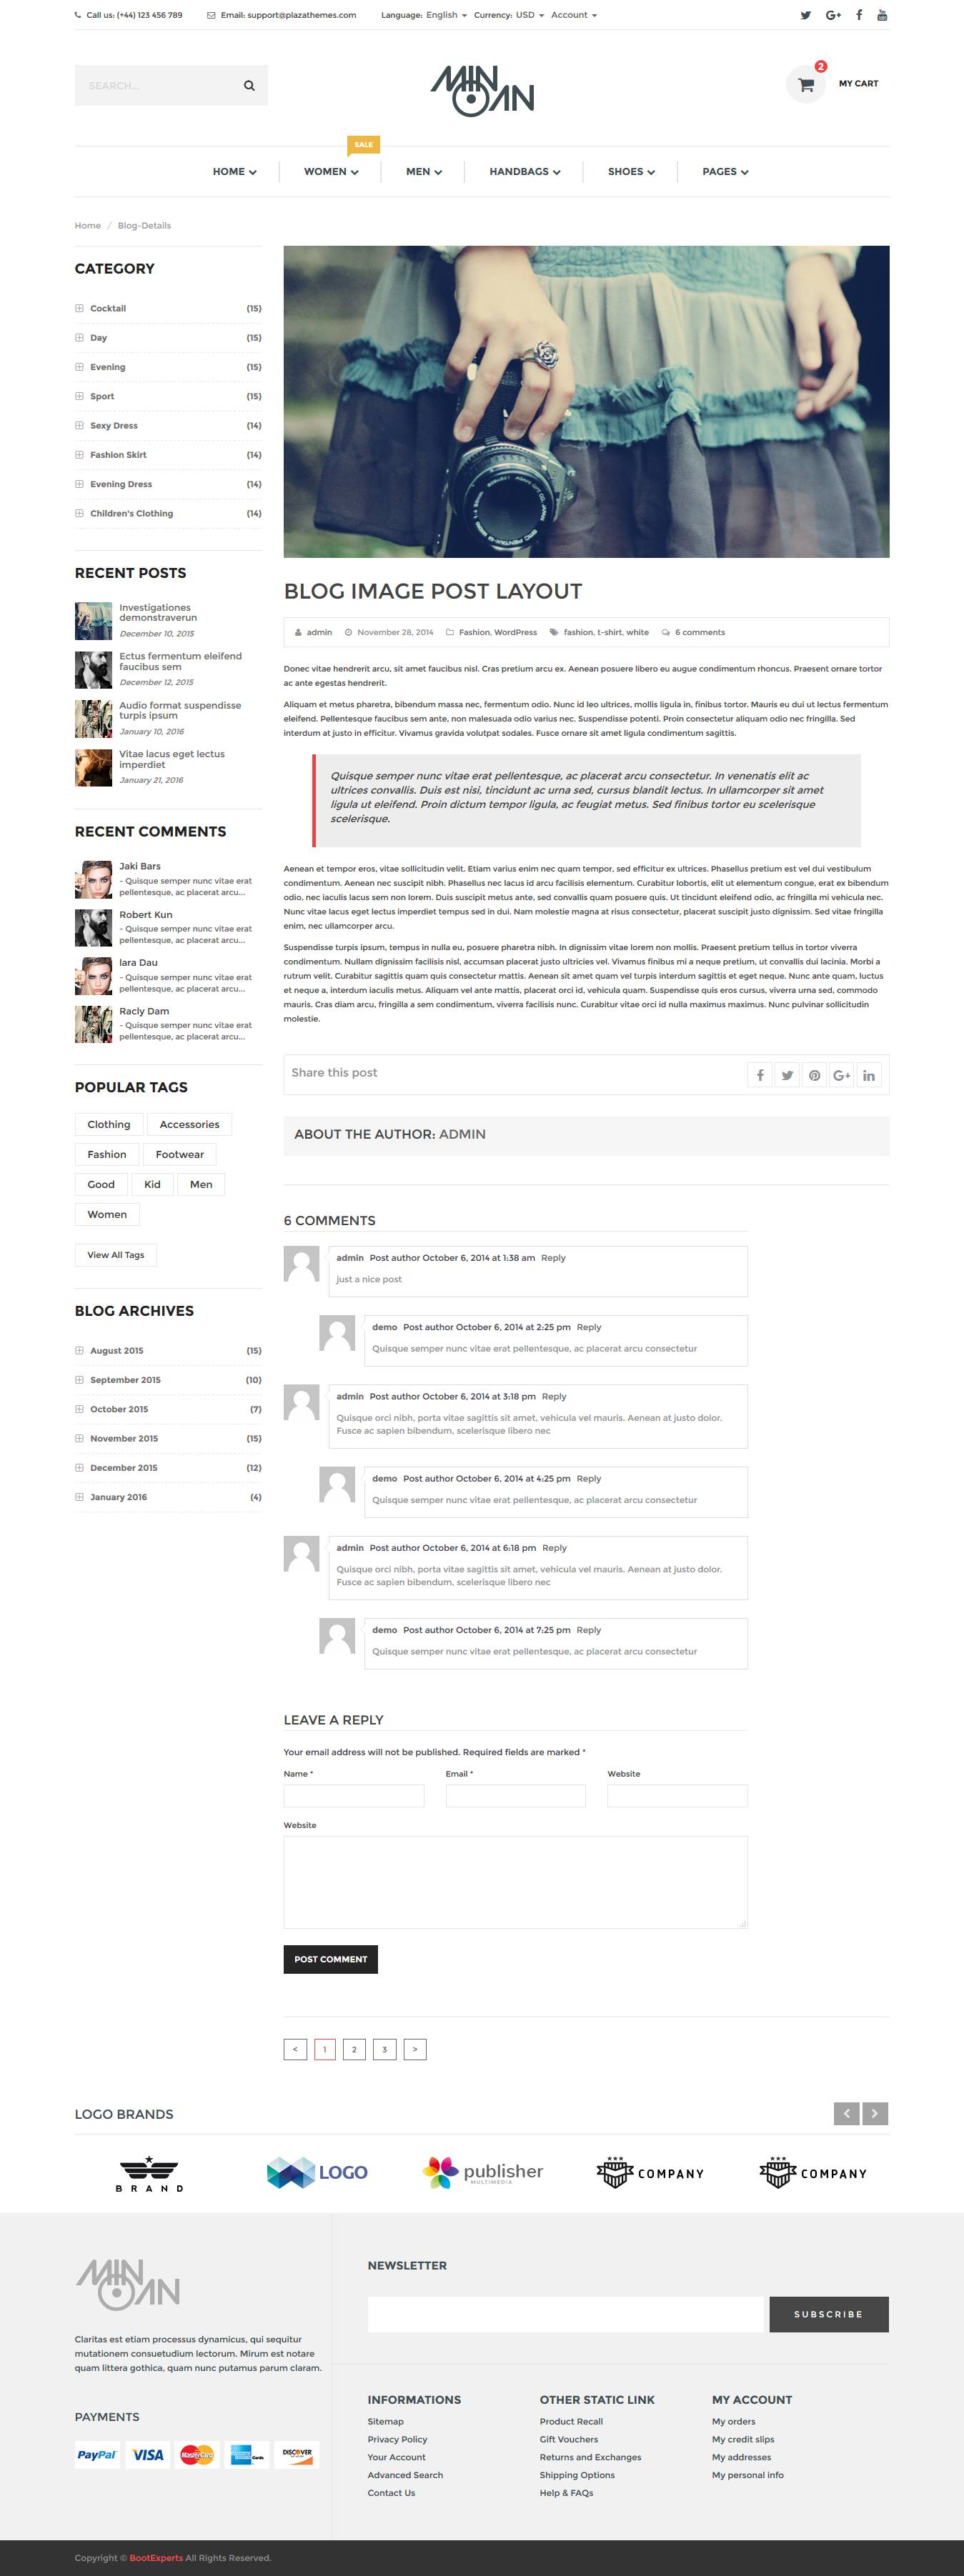 Call us: (+44) 123 456 789 Email: support@plazathemes.com Language: English Currency: USD Account
SEARCH...
MINOAN
2
MY CART
SALE
HOME WOMEN MEN HANDBAGS SHOES PAGES
Home / Blog-Details
CATEGORY
Cocktail (15)
Day (15)
Evening (15)
Sport (15)
Sexy Dress (14)
Fashion Skirt (14)
Evening Dress (14)
Children's Clothing (14)
RECENT POSTS
Investigationes
demonstraverun
December 10, 2015
Ectus fermentum eleifend
faucibus sem
December 12, 2015
Audio format suspendisse
turpis ipsum
January 10, 2016
Vitae lacus eget lectus
imperdiet
January 21, 2016
RECENT COMMENTS
Jaki Bars
- Quisque semper nunc vitae erat
pellentesque, ac placerat arcu...
Robert Kun
- Quisque semper nunc vitae erat
pellentesque, ac placerat arcu...
lara Dau
- Quisque semper nunc vitae erat
pellentesque, ac placerat arcu...
Racly Dam
- Quisque semper nunc vitae erat
pellentesque, ac placerat arcu...
POPULAR TAGS
Clothing Accessories
Fashion Footwear
Good Kid Men
Women
View All Tags
BLOG ARCHIVES
August 2015 (15)
September 2015 (10)
October 2015 (7)
November 2015 (15)
December 2015 (12)
January 2016 (4)
BLOG IMAGE POST LAYOUT
admin November 28, 2014 Fashion, WordPress fashion, t-shirt, white 6 comments
Donec vitae hendrerit arcu, sit amet faucibus nisl. Cras pretium arcu ex. Aenean posuere libero eu augue condimentum rhoncus. Praesent ornare tortor
ac ante egestas hendrerit.
Aliquam et metus pharetra, bibendum massa nec, fermentum odio. Nunc id leo ultrices, mollis ligula in, finibus tortor. Mauris eu dui ut lectus fermentum
eleifend. Pellentesque faucibus sem ante, non malesuada odio varius nec. Suspendisse potenti. Proin consectetur aliquam odio nec fringilla. Sed
interdum at justo in efficitur. Vivamus gravida volutpat sodales. Fusce ornare sit amet ligula condimentum sagittis.
Quisque semper nunc vitae erat pellentesque, ac placerat arcu consectetur. In venenatis elit ac
ultrices convallis. Duis est nisi, tincidunt ac urna sed, cursus blandit lectus. In ullamcorper sit amet
ligula ut eleifend. Proin dictum tempor ligula, ac feugiat metus. Sed finibus tortor eu scelerisque
scelerisque.
Aenean et tempor eros, vitae sollicitudin velit. Etiam varius enim nec quam tempor, sed efficitur ex ultrices. Phasellus pretium est vel dui vestibulum
condimentum. Aenean nec suscipit nibh. Phasellus nec lacus id arcu facilisis elementum. Curabitur lobortis, elit ut elementum congue, erat ex bibendum
odio, nec iaculis lacus sem non lorem. Duis suscipit metus ante, sed convallis quam posuere quis. Ut tincidunt eleifend odio, ac fringilla mi vehicula nec.
Nunc vitae lacus eget lectus imperdiet tempus sed in dui. Nam molestie magna at risus consectetur, placerat suscipit justo dignissim. Sed vitae fringilla
enim, nec ullamcorper arcu.
Suspendisse turpis ipsum, tempus in nulla eu, posuere pharetra nibh. In dignissim vitae lorem non mollis. Praesent pretium tellus in tortor viverra
condimentum. Nullam dignissim facilisis nisl, accumsan placerat justo ultricies vel. Vivamus finibus mi a neque pretium, ut convallis dui lacinia. Morbi a
rutrum velit. Curabitur sagittis quam quis consectetur mattis. Aenean sit amet quam vel turpis interdum sagittis et eget neque. Nunc ante quam, luctus
et neque a, interdum iaculis metus. Aliquam vel ante mattis, placerat orci id, vehicula quam. Suspendisse quis eros cursus, viverra urna sed, commodo
mauris. Cras diam arcu, fringilla a sem condimentum, viverra facilisis nunc. Curabitur vitae orci id nulla maximus maximus. Nunc pulvinar sollicitudin
molestie.
Share this post
ABOUT THE AUTHOR: ADMIN
6 COMMENTS
admin Post author October 6, 2014 at 1:38 am Reply
just a nice post
demo Post author October 6, 2014 at 2:25 pm Reply
Quisque semper nunc vitae erat pellentesque, ac placerat arcu consectetur
admin Post author October 6, 2014 at 3:18 pm Reply
Quisque orci nibh, porta vitae sagittis sit amet, vehicula vel mauris. Aenean at justo dolor.
Fusce ac sapien bibendum, scelerisque libero nec
demo Post author October 6, 2014 at 4:25 pm Reply
Quisque semper nunc vitae erat pellentesque, ac placerat arcu consectetur
admin Post author October 6, 2014 at 6:18 pm Reply
Quisque orci nibh, porta vitae sagittis sit amet, vehicula vel mauris. Aenean at justo dolor.
Fusce ac sapien bibendum, scelerisque libero nec
demo Post author October 6, 2014 at 7:25 pm Reply
Quisque semper nunc vitae erat pellentesque, ac placerat arcu consectetur
LEAVE A REPLY
Your email address will not be published. Required fields are marked *
Name * Email * Website
Website
POST COMMENT
< 1 2 3 >
LOGO BRANDS
BRAND
LOGO
publisher
MULTIMEDIA
COMPANY
COMPANY
MINOAN
Claritas est etiam processus dynamicus, qui sequitur
mutationem consuetudium lectorum. Mirum est notare
quam littera gothica, quam nunc putamus parum claram.
PAYMENTS
PayPal VISA MasterCard Cards DISCOVER
NEWSLETTER
SUBSCRIBE
INFORMATIONS
Sitemap
Privacy Policy
Your Account
Advanced Search
Contact Us
OTHER STATIC LINK
Product Recall
Gift Vouchers
Returns and Exchanges
Shipping Options
Help & FAQs
MY ACCOUNT
My orders
My credit slips
My addresses
My personal info
Copyright © BootExperts All Rights Reserved.